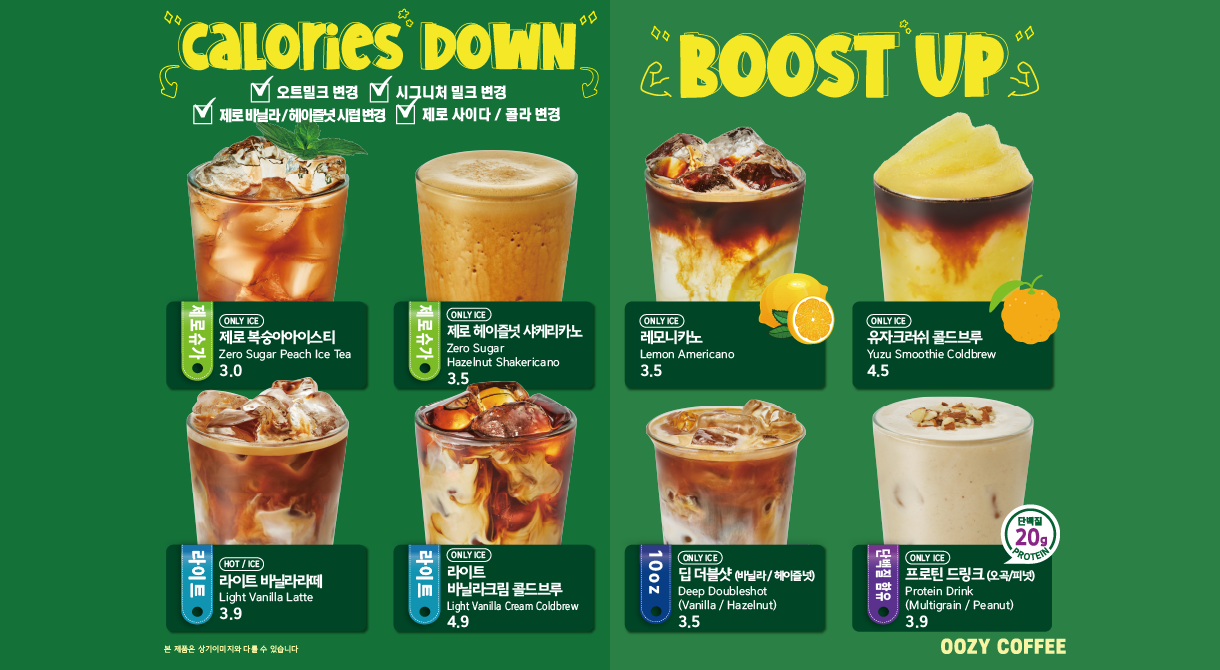 CALORIES DOWN
오트밀크 변경 시그니처 밀크 변경
제로 바닐라/헤이즐넛 시럽 변경 제로 사이다 / 콜라 변경
제로슈가
ONLY ICE
제로 복숭아아이스티
Zero Sugar Peach Ice Tea
3.0
제로슈가
ONLY ICE
제로 헤이즐넛 샤케리카노
Zero Sugar
Hazelnut Shakericano
3.5
라이트
HOT / ICE
라이트 바닐라라떼
Light Vanilla Latte
3.9
라이트
ONLY ICE
라이트
바닐라크림 콜드브루
Light Vanilla Cream Coldbrew
4.9
본 제품은 상기이미지와 다를 수 있습니다
BOOST UP
ONLY ICE
레모니카노
Lemon Americano
3.5
ONLY ICE
유자크러쉬 콜드브루
Yuzu Smoothie Coldbrew
4.5
10oz
ONLY ICE
딥 더블샷 (바닐라 / 헤이즐넛)
Deep Doubleshot
(Vanilla / Hazelnut)
3.5
단백질
20g
PROTEIN
단백질 함유
ONLY ICE
프로틴 드링크 (오곡/피넛)
Protein Drink
(Multigrain / Peanut)
3.9
OOZY COFFEE